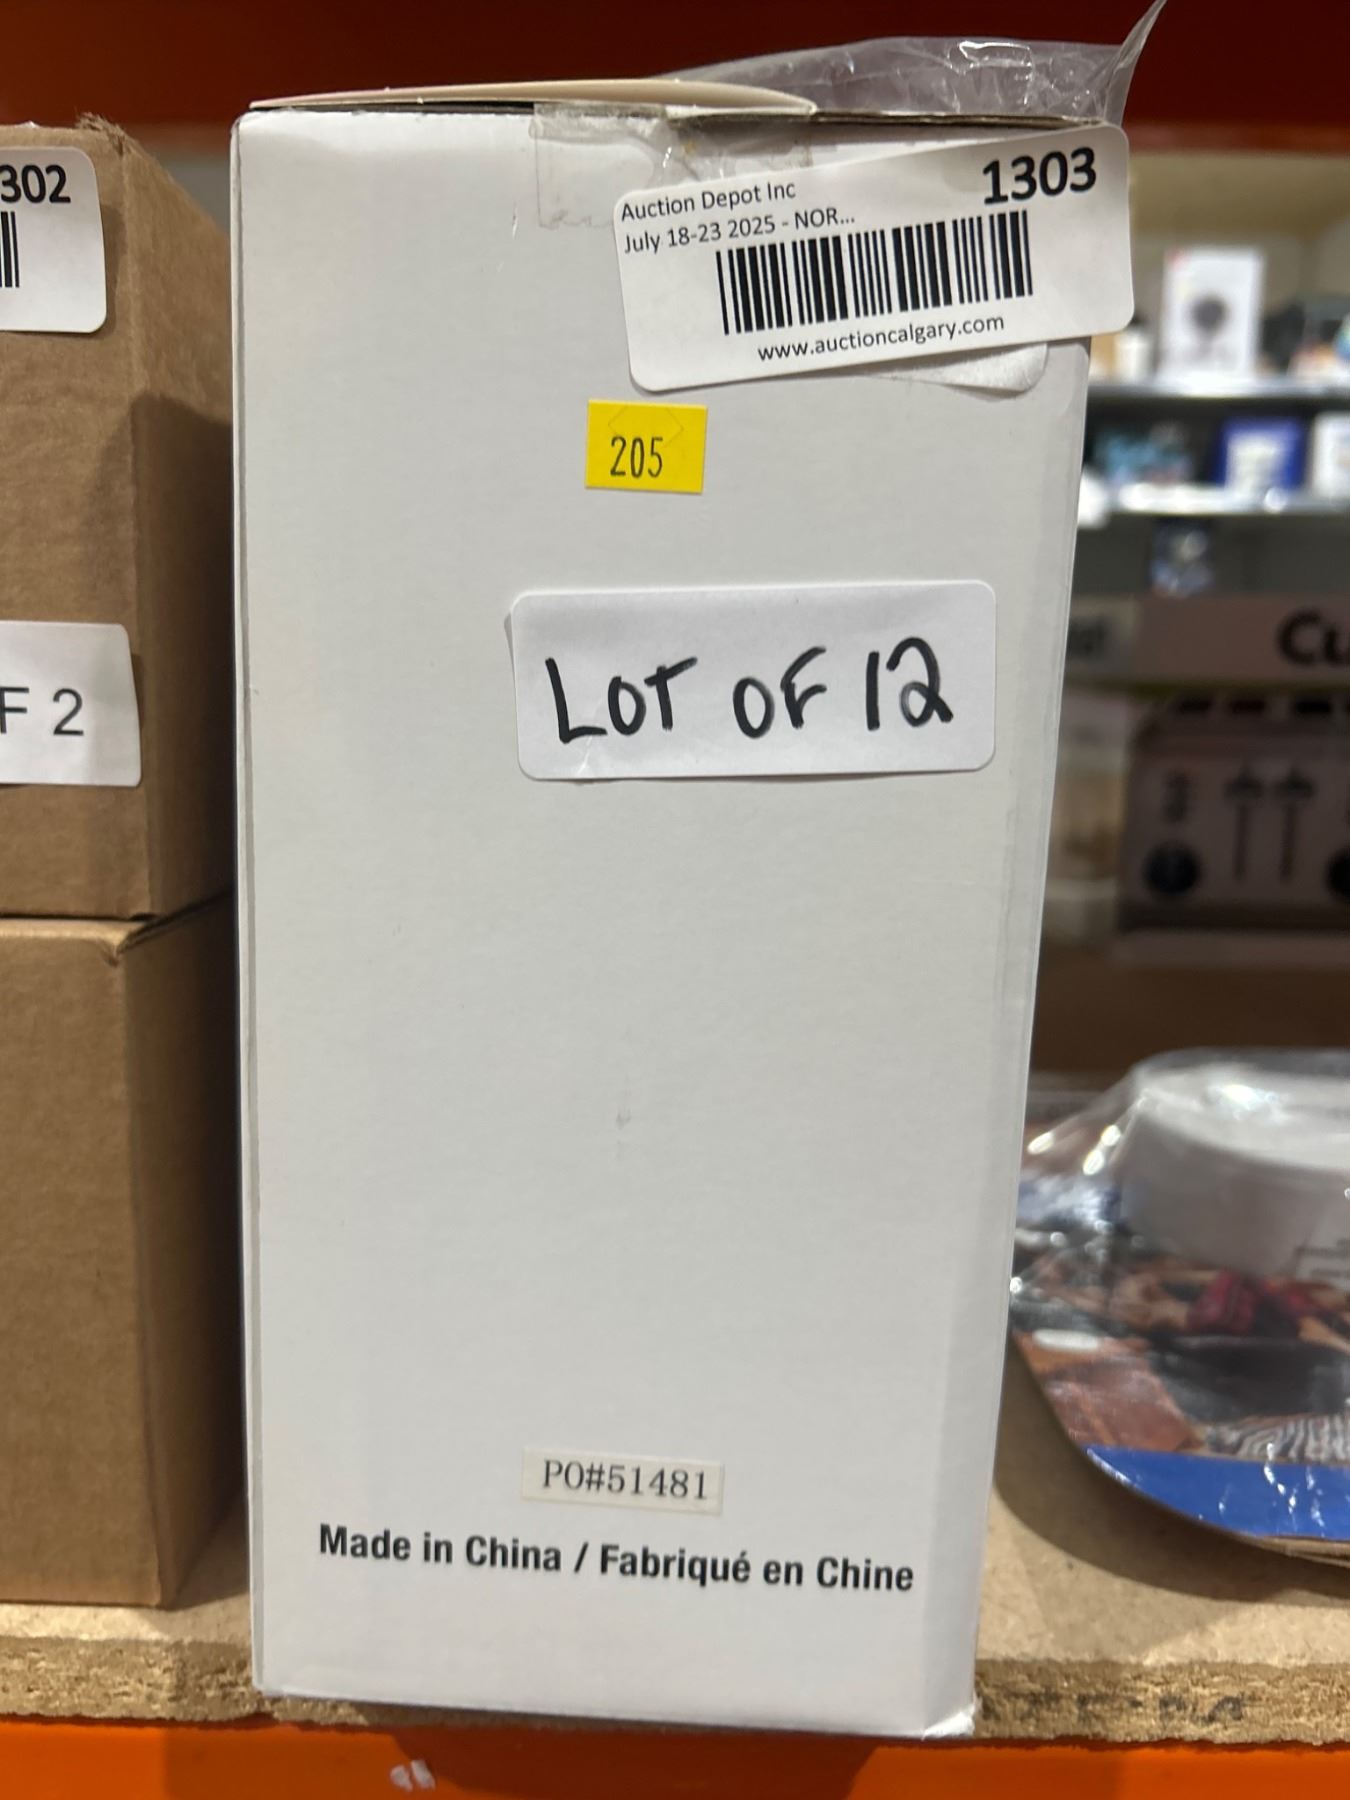 302
F 2
Auction Depot Inc
1303
July 18-23 2025 - NOR...
www.auctioncalgary.com
205
LOT OF 12
PO#51481
Made in China / Fabriqué en Chine
Cu